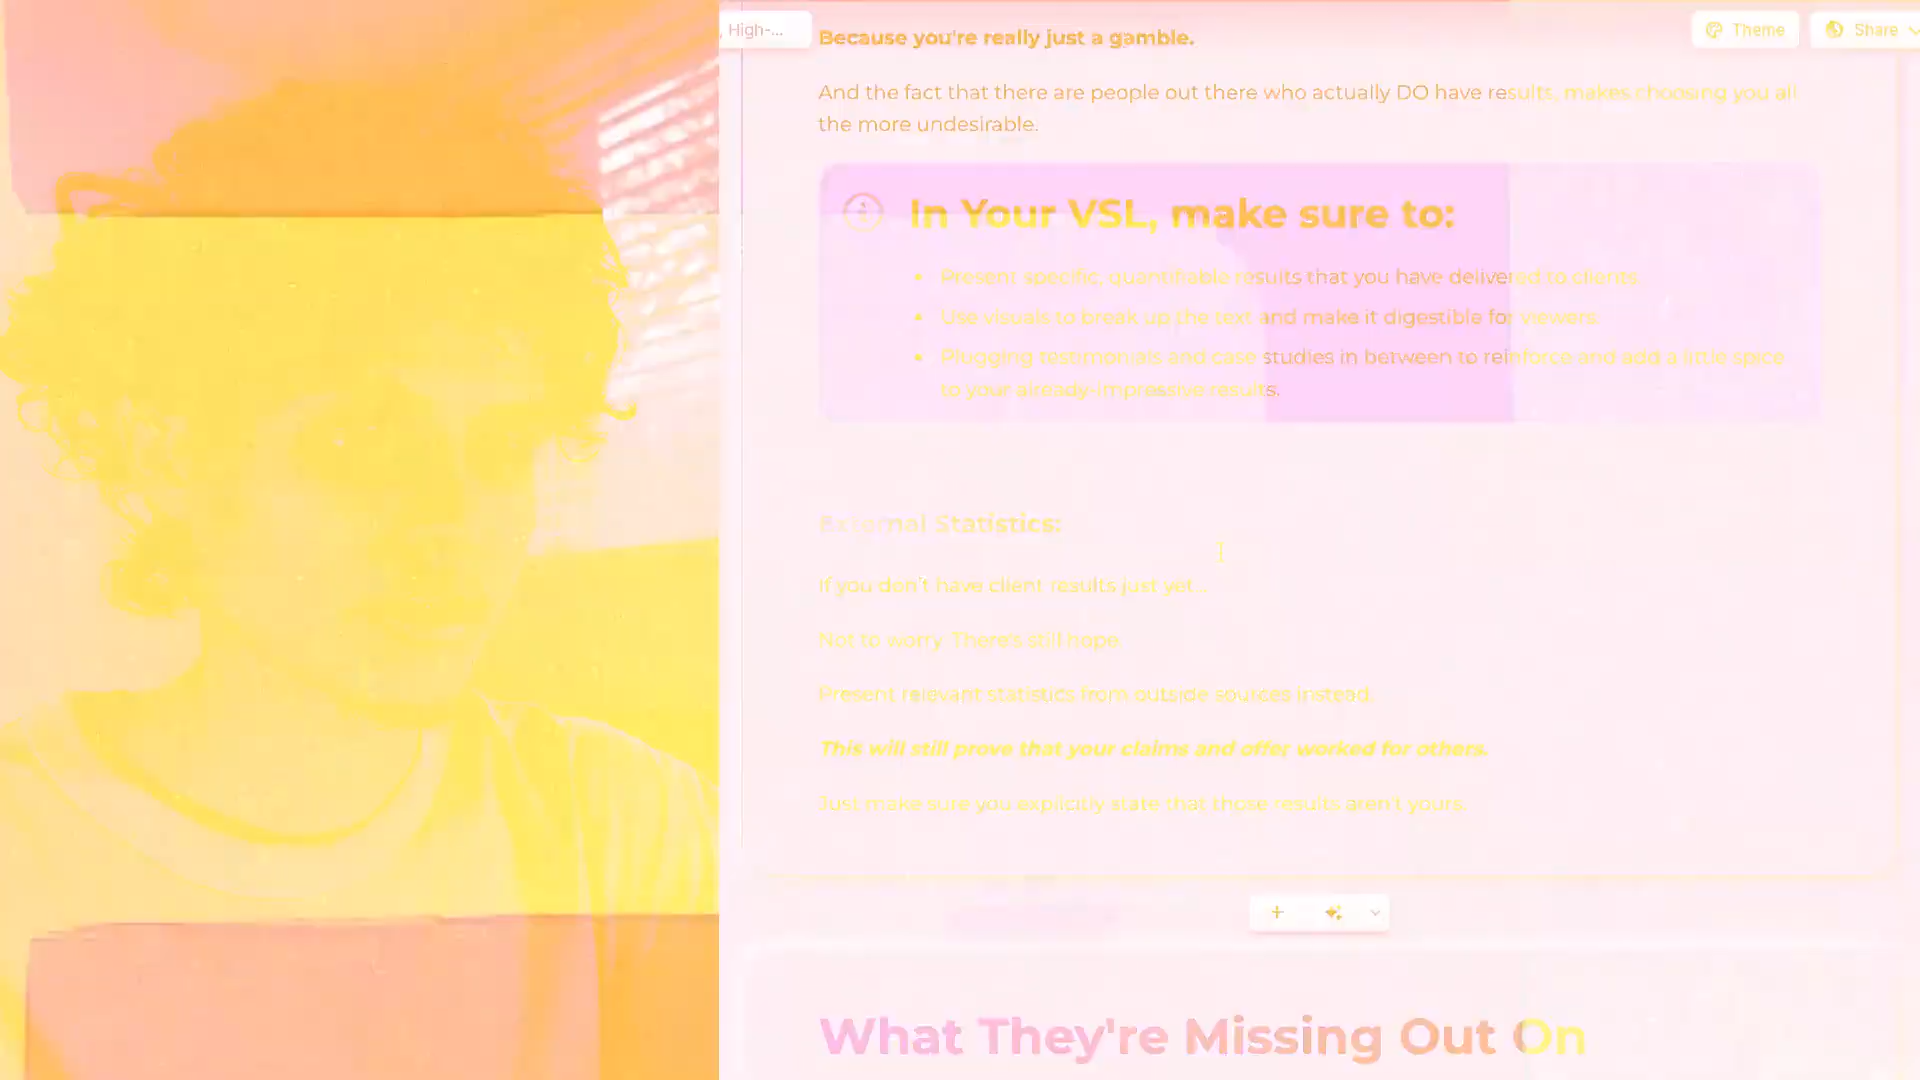 High-...
Theme
Share
Because you're really just a gamble.
And the fact that there are people out there who actually DO have results, makes choosing you all
the more undesirable.
In Your VSL, make sure to:
Present specific, quantifiable results that you have delivered to clients.
Use visuals to break up the text and make it digestible for viewers.
Plugging testimonials and case studies in between to reinforce and add a little spice
to your already-impressive results.
External Statistics:
If you don't have client results just yet...
Not to worry. There's still hope.
Present relevant statistics from outside sources instead.
This will still prove that your claims and offer worked for others.
Just make sure you explicitly state that those results aren't yours.
What They're Missing Out On